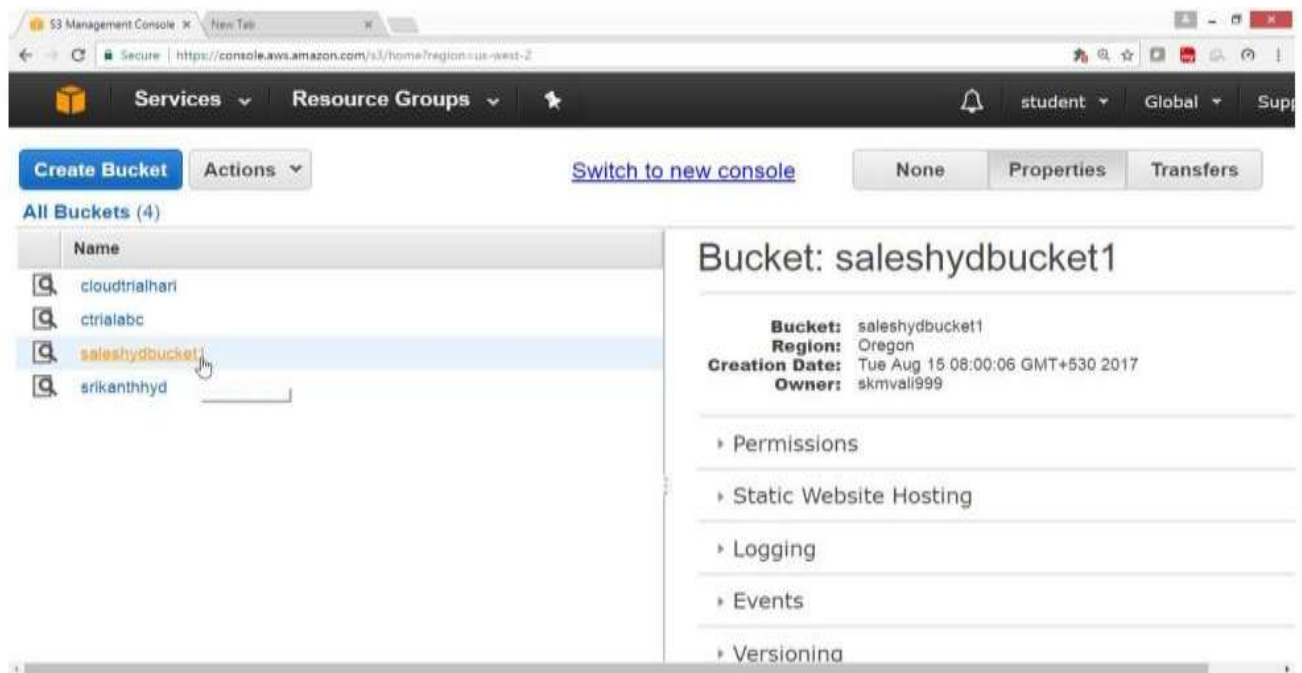 S3 Management Console
New Tab
Secure | https://console.aws.amazon.com/s3/home?region=us-west-2
Services Resource Groups student Global Supp
Create Bucket Actions Switch to new console None Properties Transfers
All Buckets (4)
Name
cloudtrialhari
ctrialabc
saleshydbucket1
srikanthhyd
Bucket: saleshydbucket1
Bucket: saleshydbucket1
Region: Oregon
Creation Date: Tue Aug 15 08:00:06 GMT+530 2017
Owner: skmvali999
Permissions
Static Website Hosting
Logging
Events
Versioning